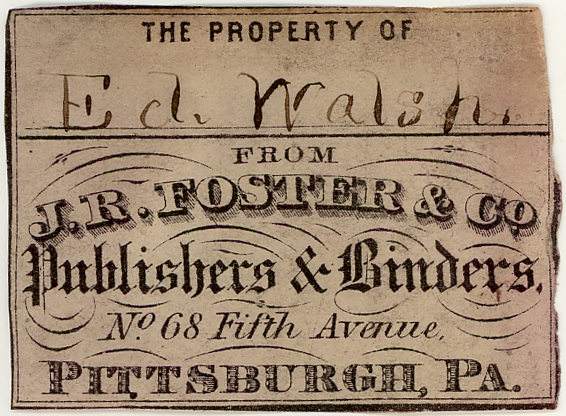 THE PROPERTY OF
Ed. Walsh.
FROM
J. R. FOSTER & Co
Publishers & Binders,
No. 68 Fifth Avenue,
PITTSBURGH, PA.